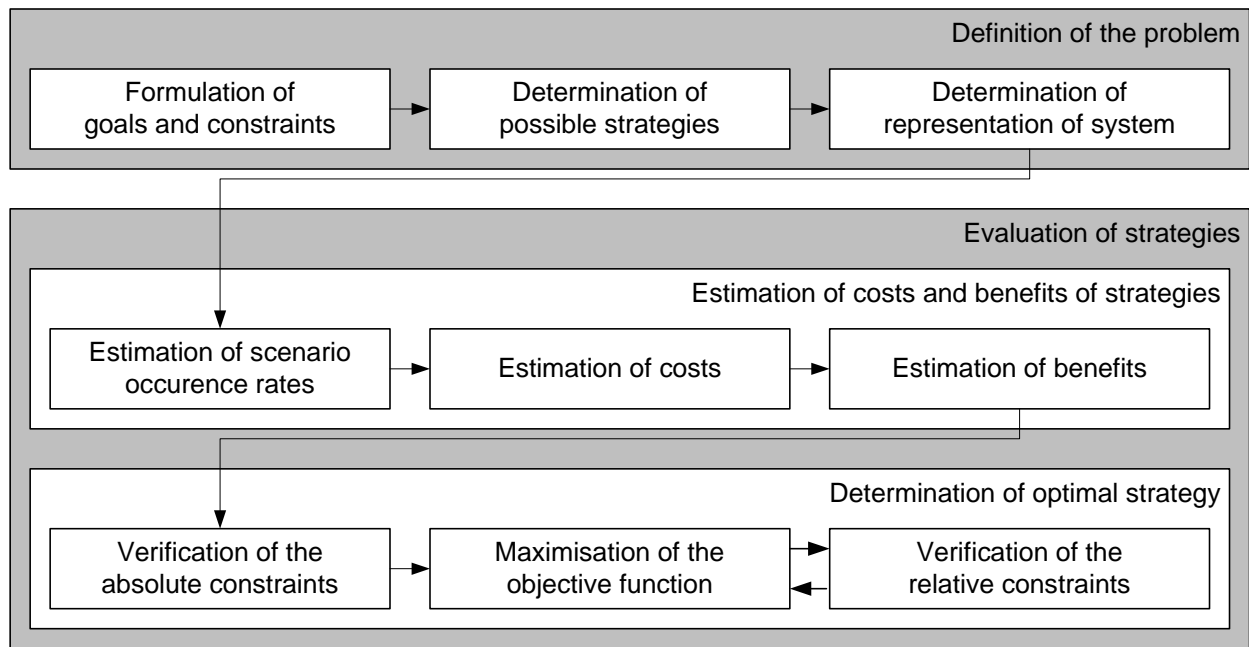 Definition of the problem
Formulation of
goals and constraints
Determination of
possible strategies
Determination of
representation of system
Evaluation of strategies
Estimation of costs and benefits of strategies
Estimation of scenario
occurence rates
Estimation of costs
Estimation of benefits
Determination of optimal strategy
Verification of the
absolute constraints
Maximisation of the
objective function
Verification of the
relative constraints